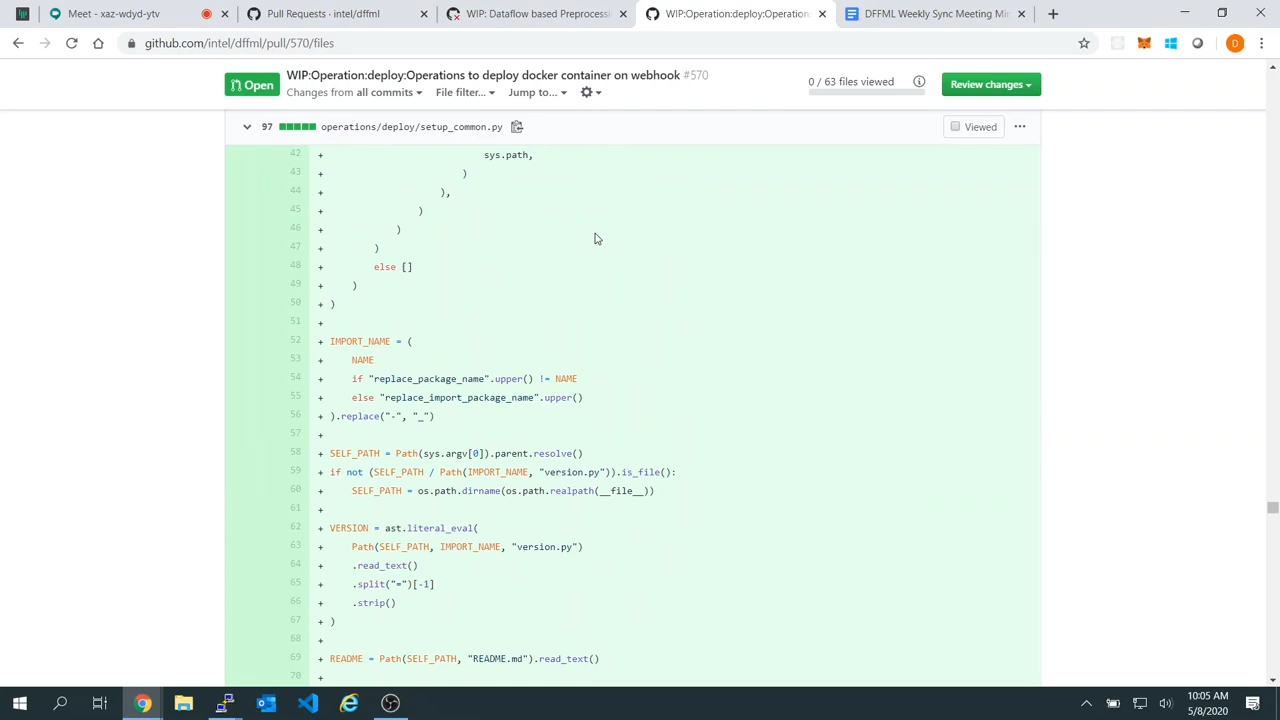 Meet - xaz-wdyd-yty
Pull Requests · intel/dffml
WIP: Dataflow based Preprocessi
WIP:Operation:deploy:Operation
DFFML Weekly Sync Meeting Mi
github.com/intel/dffml/pull/570/files
D
Open
WIP:Operation:deploy:Operations to deploy docker container on webhook #570
Changes from all commits
File filter...
Jump to...
0 / 63 files viewed
Review changes
97 operations/deploy/setup_common.py
Viewed
42 + sys.path,
43 + )
44 + ),
45 + )
46 + )
47 + )
48 + else []
49 + )
50 + )
51 +
52 + IMPORT_NAME = (
53 + NAME
54 + if "replace_package_name".upper() != NAME
55 + else "replace_import_package_name".upper()
56 + ).replace("-", "_")
57 +
58 + SELF_PATH = Path(sys.argv[0]).parent.resolve()
59 + if not (SELF_PATH / Path(IMPORT_NAME, "version.py")).is_file():
60 + SELF_PATH = os.path.dirname(os.path.realpath(__file__))
61 +
62 + VERSION = ast.literal_eval(
63 + Path(SELF_PATH, IMPORT_NAME, "version.py")
64 + .read_text()
65 + .split("=")[-1]
66 + .strip()
67 + )
68 +
69 + README = Path(SELF_PATH, "README.md").read_text()
70 +
10:05 AM
5/8/2020